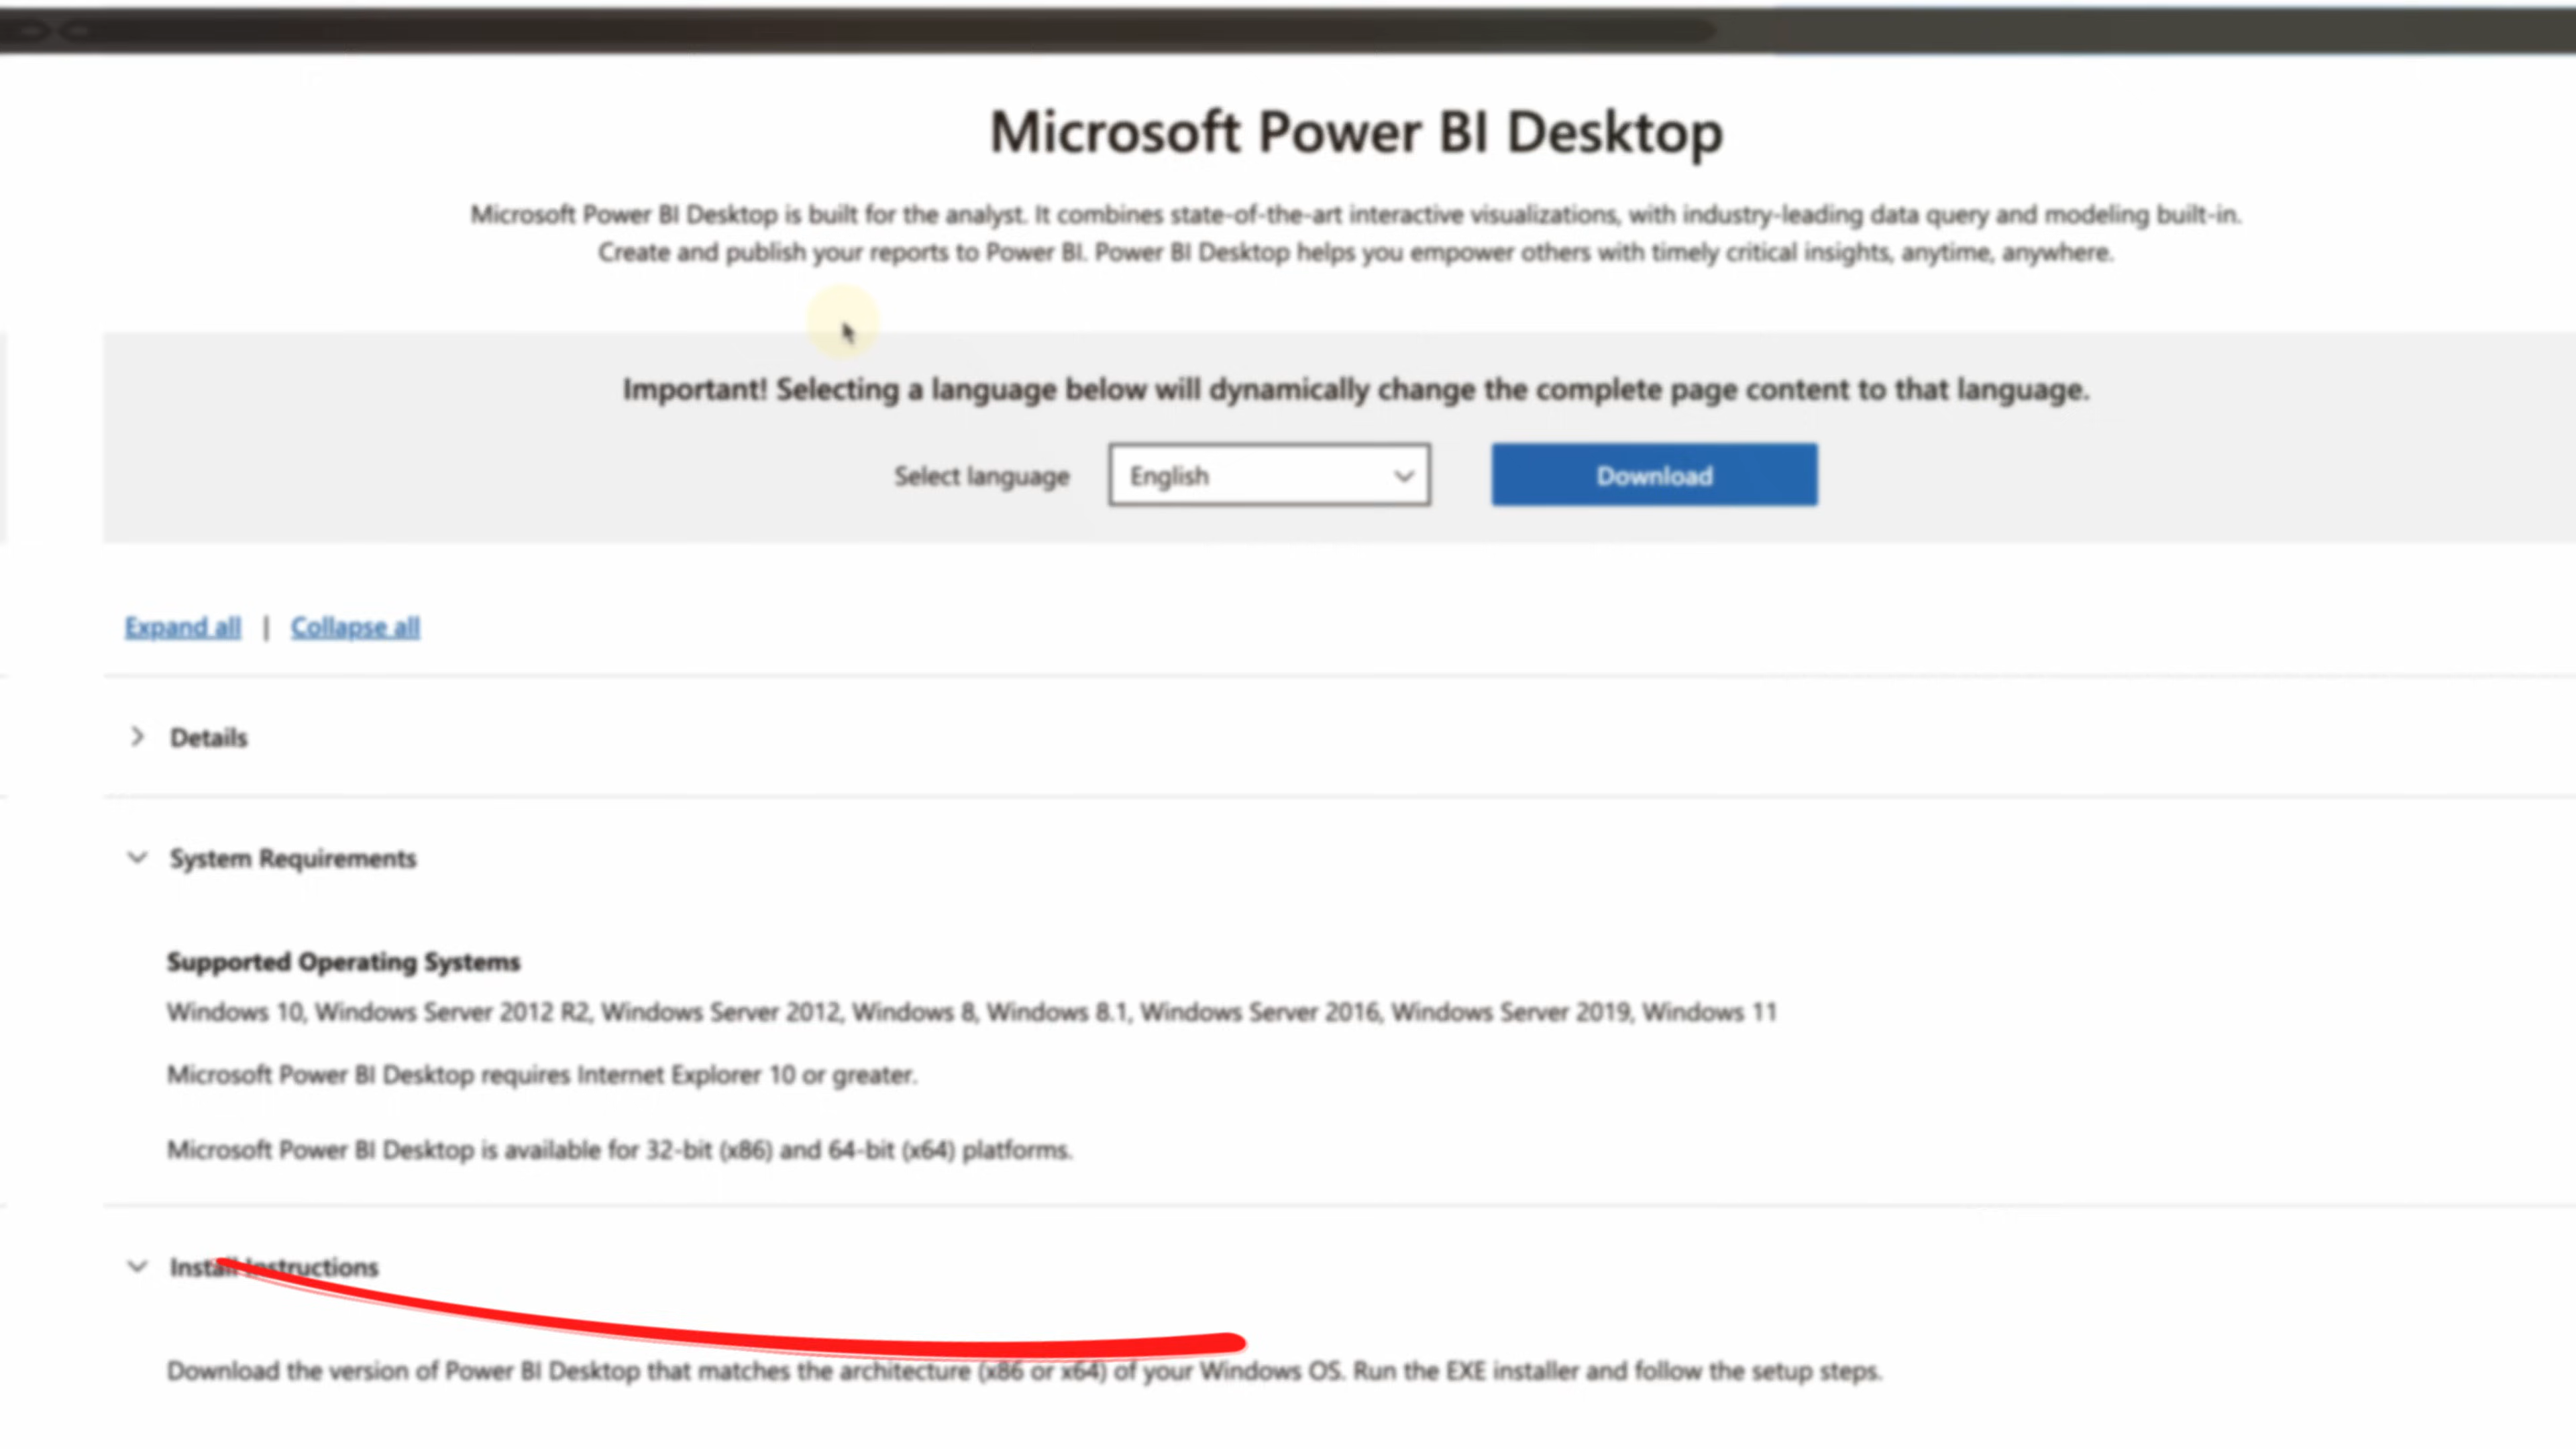 Microsoft Power BI Desktop
Microsoft Power BI Desktop is built for the analyst. It combines state-of-the-art interactive visualizations, with industry-leading data query and modeling built-in.
Create and publish your reports to Power BI. Power BI Desktop helps you empower others with timely critical insights, anytime, anywhere.
Important! Selecting a language below will dynamically change the complete page content to that language.
Select language English Download
Expand all | Collapse all
Details
System Requirements
Supported Operating Systems
Windows 10, Windows Server 2012 R2, Windows Server 2012, Windows 8, Windows 8.1, Windows Server 2016, Windows Server 2019, Windows 11
Microsoft Power BI Desktop requires Internet Explorer 10 or greater.
Microsoft Power BI Desktop is available for 32-bit (x86) and 64-bit (x64) platforms.
Install Instructions
Download the version of Power BI Desktop that matches the architecture (x86 or x64) of your Windows OS. Run the EXE installer and follow the setup steps.